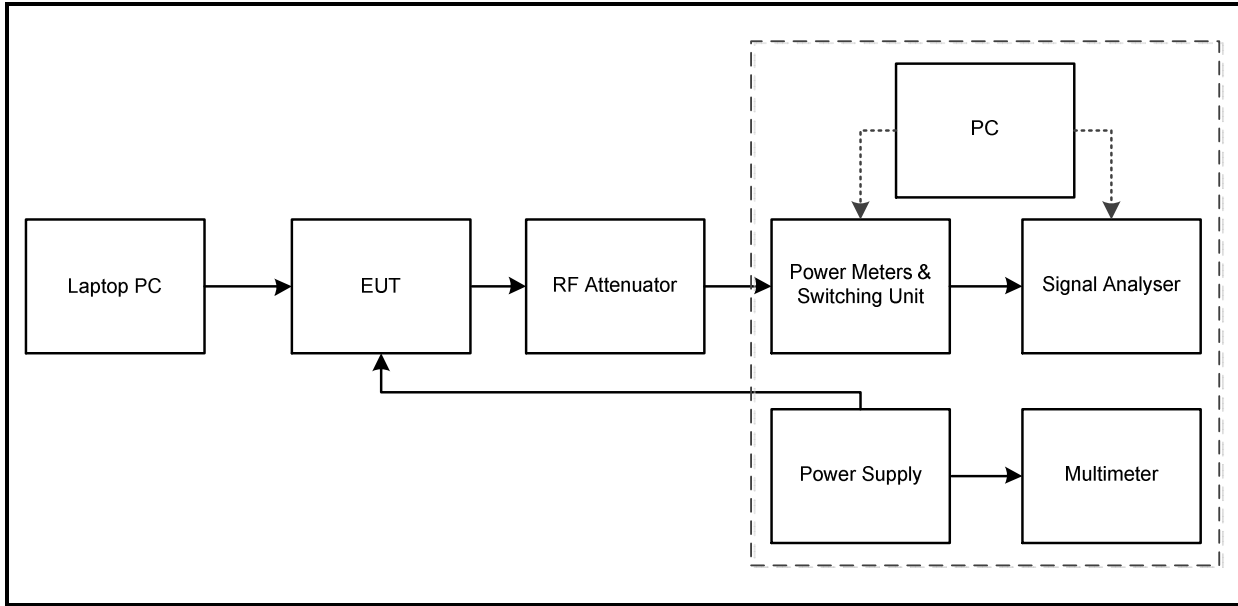 PC
Laptop PC
EUT
RF Attenuator
Power Meters &
Switching Unit
Signal Analyser
Power Supply
Multimeter